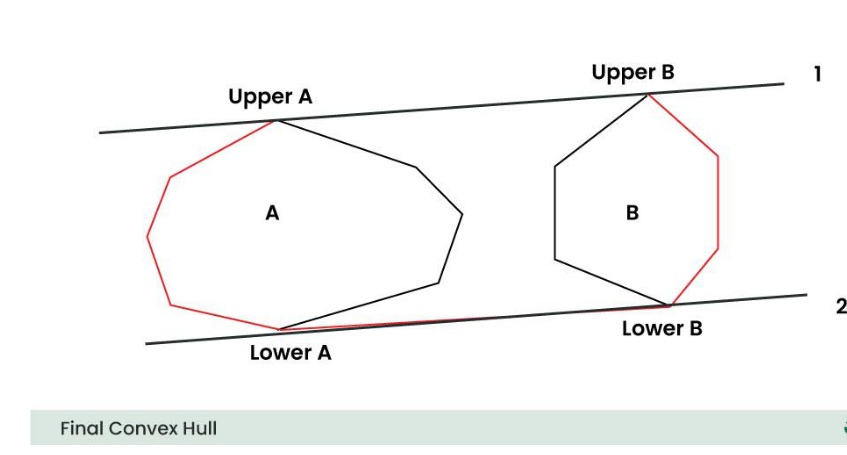 1
Upper B
Upper A
A
B
2
Lower B
Lower A
Final Convex Hull